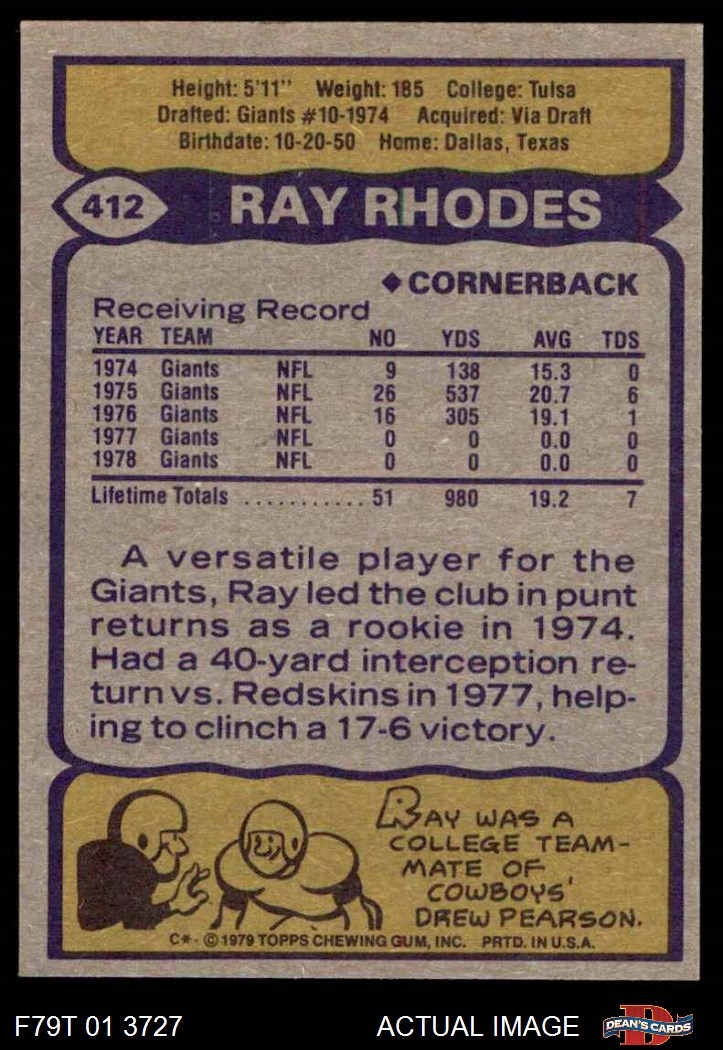 Height: 5'11" Weight: 185 College: Tulsa
Drafted: Giants #10-1974 Acquired: Via Draft
Birthdate: 10-20-50 Home: Dallas, Texas
412 RAY RHODES
◆CORNERBACK
Receiving Record
YEAR TEAM NO YDS AVG TDS
1974 Giants NFL 9 138 15.3 0
1975 Giants NFL 26 537 20.7 6
1976 Giants NFL 16 305 19.1 1
1977 Giants NFL 0 0 0.0 0
1978 Giants NFL 0 0 0.0 0
Lifetime Totals ............ 51 980 19.2 7
A versatile player for the
Giants, Ray led the club in punt
returns as a rookie in 1974.
Had a 40-yard interception re-
turn vs. Redskins in 1977, help-
ing to clinch a 17-6 victory.
RAY WAS A
COLLEGE TEAM-
MATE OF
COWBOYS'
DREW PEARSON.
C*· © 1979 TOPPS CHEWING GUM, INC. PRTD. IN U.S.A.
F79T 01 3727 ACTUAL IMAGE D DEAN'S CARDS